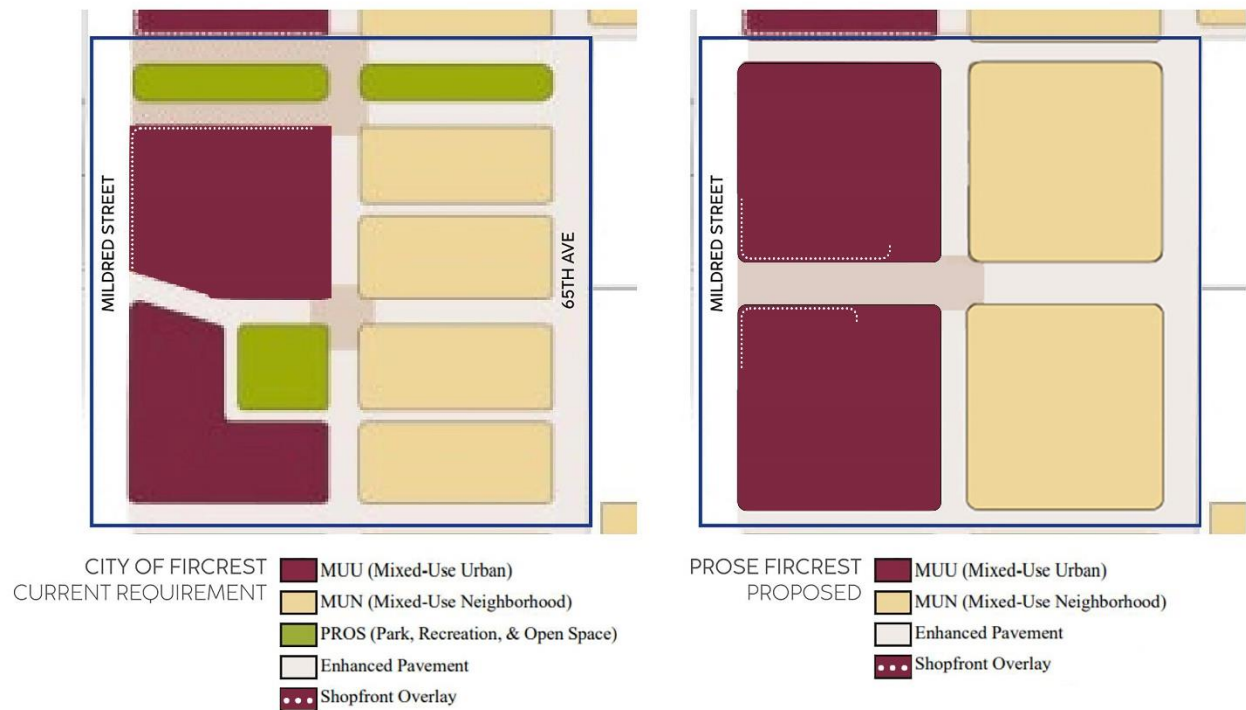 MILDRED STREET
65TH AVE
CITY OF FIRCREST
CURRENT REQUIREMENT
MUU (Mixed-Use Urban)
MUN (Mixed-Use Neighborhood)
PROS (Park, Recreation, & Open Space)
Enhanced Pavement
Shopfront Overlay
MILDRED STREET
PROSE FIRCREST
PROPOSED
MUU (Mixed-Use Urban)
MUN (Mixed-Use Neighborhood)
Enhanced Pavement
Shopfront Overlay